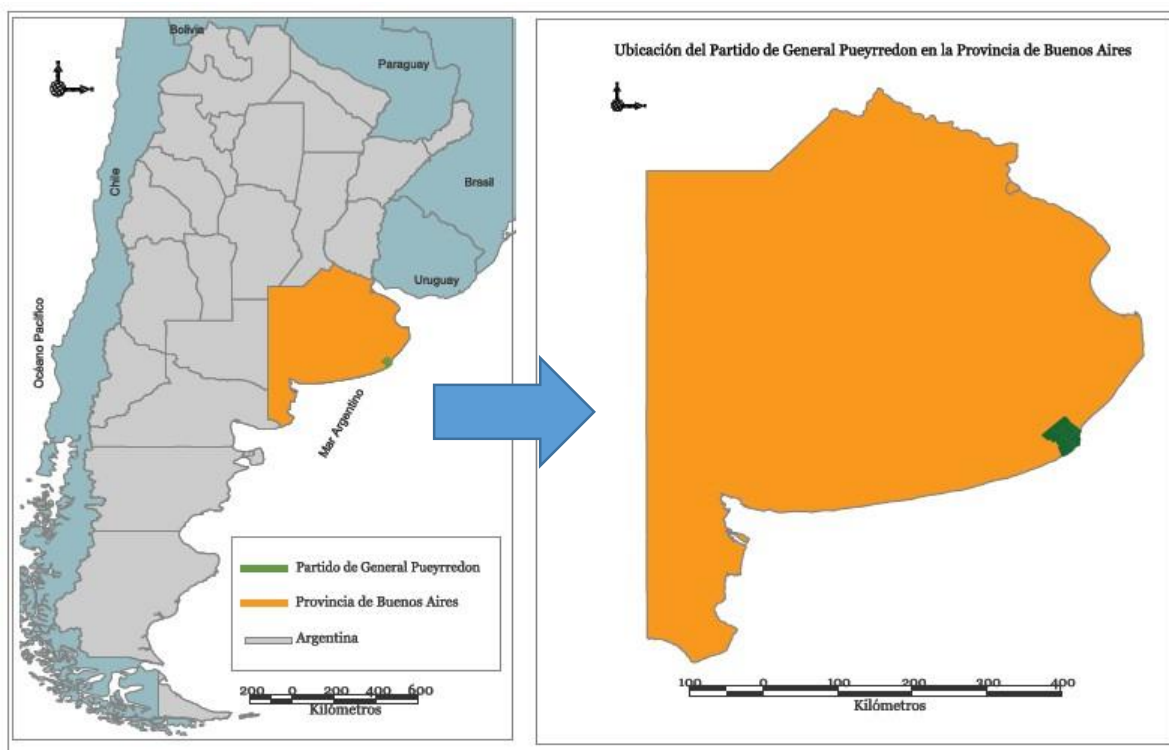 Bolivia
Paraguay
Chile
Brasil
Uruguay
Océano Pacífico
Mar Argentino
Partido de General Pueyrredon
Provincia de Buenos Aires
Argentina
200 0 200 400 600
Kilómetros
Ubicación del Partido de General Pueyrredon en la Provincia de Buenos Aires
100 0 100 200 300 400
Kilómetros